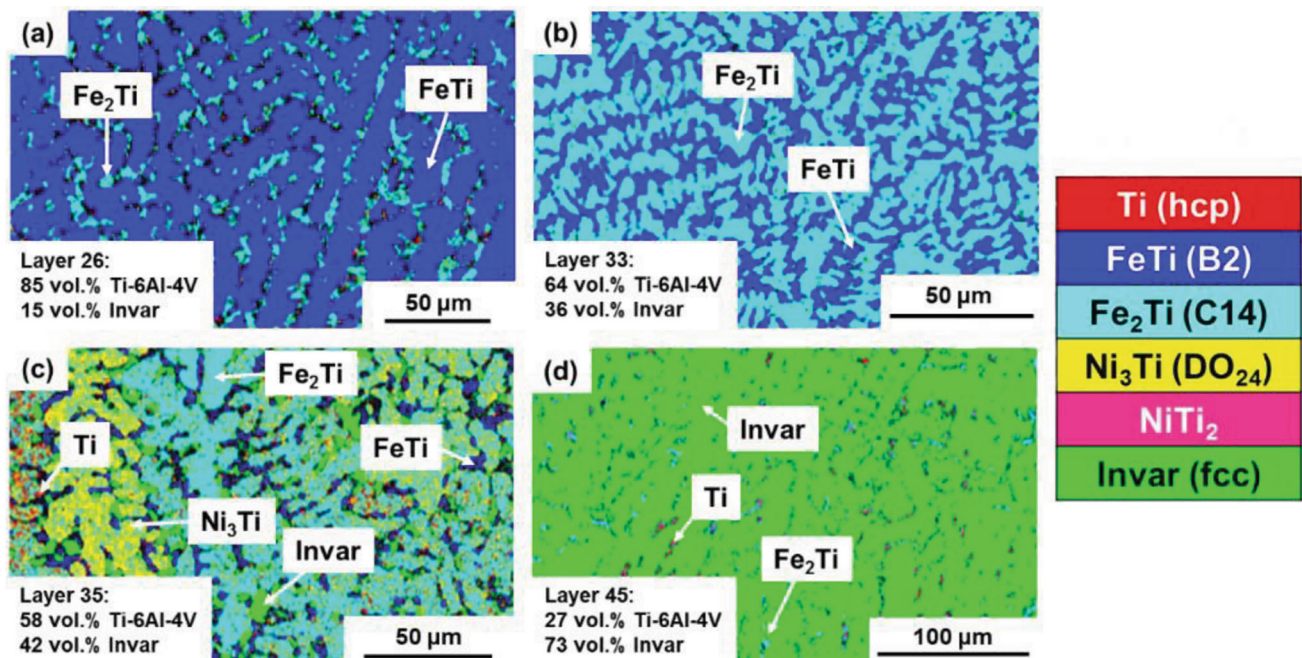 (a)
Fe₂Ti
FeTi
Layer 26:
85 vol.% Ti-6Al-4V
15 vol.% Invar
50 µm
(b)
Fe₂Ti
FeTi
Layer 33:
64 vol.% Ti-6Al-4V
36 vol.% Invar
50 µm
(c)
Fe₂Ti
Ti
FeTi
Ni₃Ti
Invar
Layer 35:
58 vol.% Ti-6Al-4V
42 vol.% Invar
50 µm
(d)
Invar
Ti
Fe₂Ti
Layer 45:
27 vol.% Ti-6Al-4V
73 vol.% Invar
100 µm
Ti (hcp)
FeTi (B2)
Fe₂Ti (C14)
Ni₃Ti (DO₂₄)
NiTi₂
Invar (fcc)